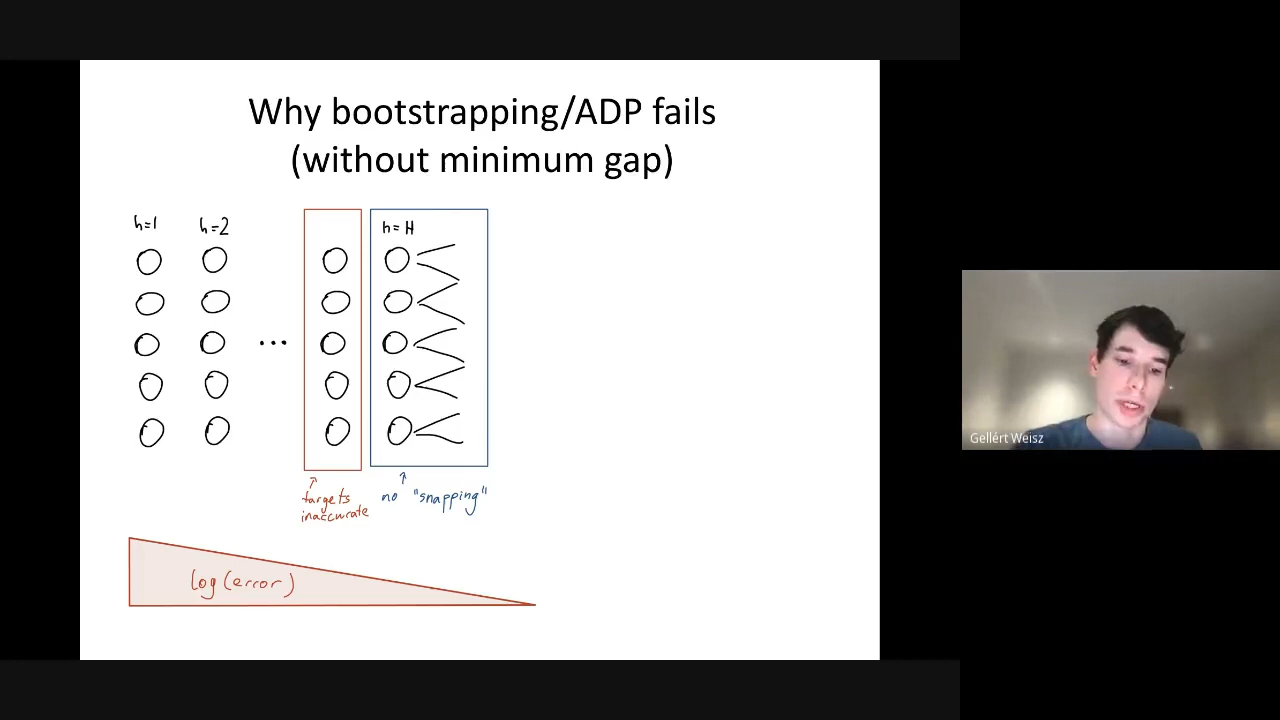 Why bootstrapping/ADP fails
(without minimum gap)
h=1
h=2
h=H
...
targets
inaccurate
no "snapping"
log(error)
Gellért Weisz